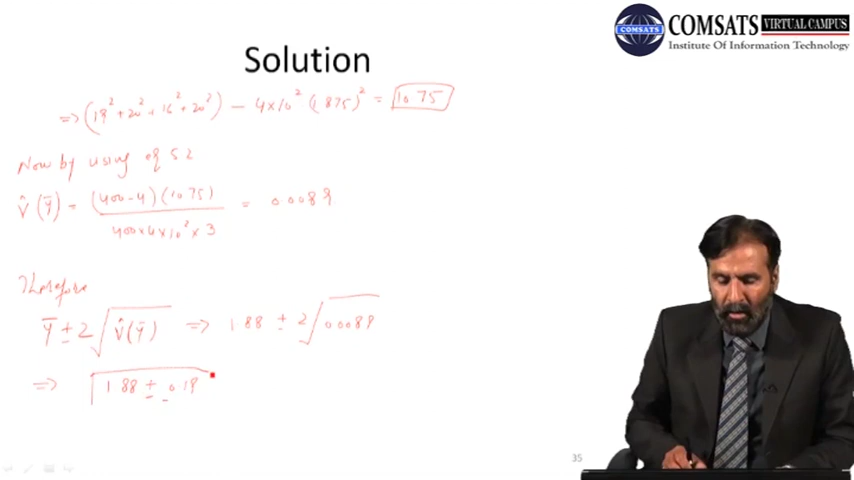 COMSATS VIRTUAL CAMPUS
COMSATS
Institute Of Information Technology
Solution
=> (19² + 20² + 16² + 20²) - 4×10² (1.875)² = 10.75
Now by using eq 5.2
V̂(ȳ) = (400-4)(10.75) / 400×4×10²×3 = 0.0089
Therefore
ȳ ± 2√V̂(ȳ) => 1.88 ± 2√0.0089
=> 1.88 ± 0.19
35